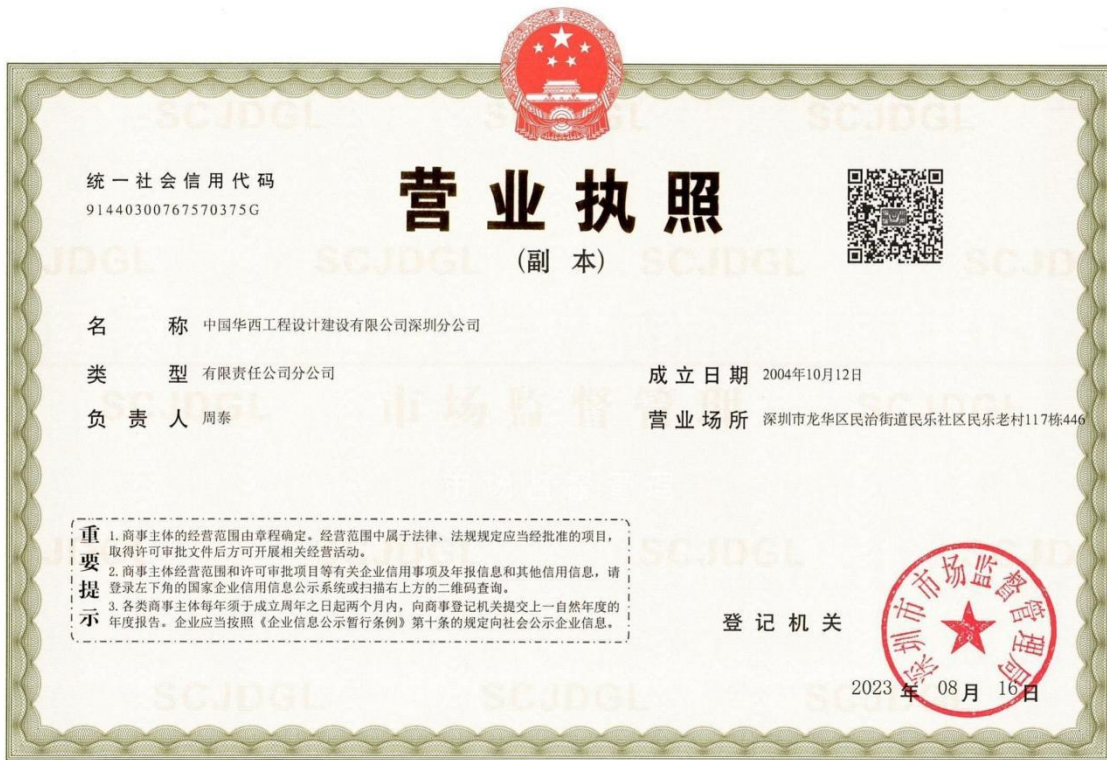 统一社会信用代码
91440300767570375G
营业执照
(副 本)
名 称 中国华西工程设计建设有限公司深圳分公司
类 型 有限责任公司分公司
负 责 人 周泰
成 立 日 期 2004年10月12日
营 业 场 所 深圳市龙华区民治街道民乐社区民乐老村117栋446
重要提示
1. 商事主体的经营范围由章程确定。经营范围中属于法律、法规规定应当经批准的项目,
取得许可审批文件后方可开展相关经营活动。
2. 商事主体经营范围和许可审批项目等有关企业信用事项及年报信息和其他信用信息，请
登录左下角的国家企业信用信息公示系统或扫描右上方的二维码查询。
3. 各类商事主体每年须于成立周年之日起两个月内，向商事登记机关提交上一自然年度的
年度报告。企业应当按照《企业信息公示暂行条例》第十条的规定向社会公示企业信息。
登 记 机 关
深圳市市场监督管理局
2023 年 08 月 16 日
SCJDGL
市场监督管理